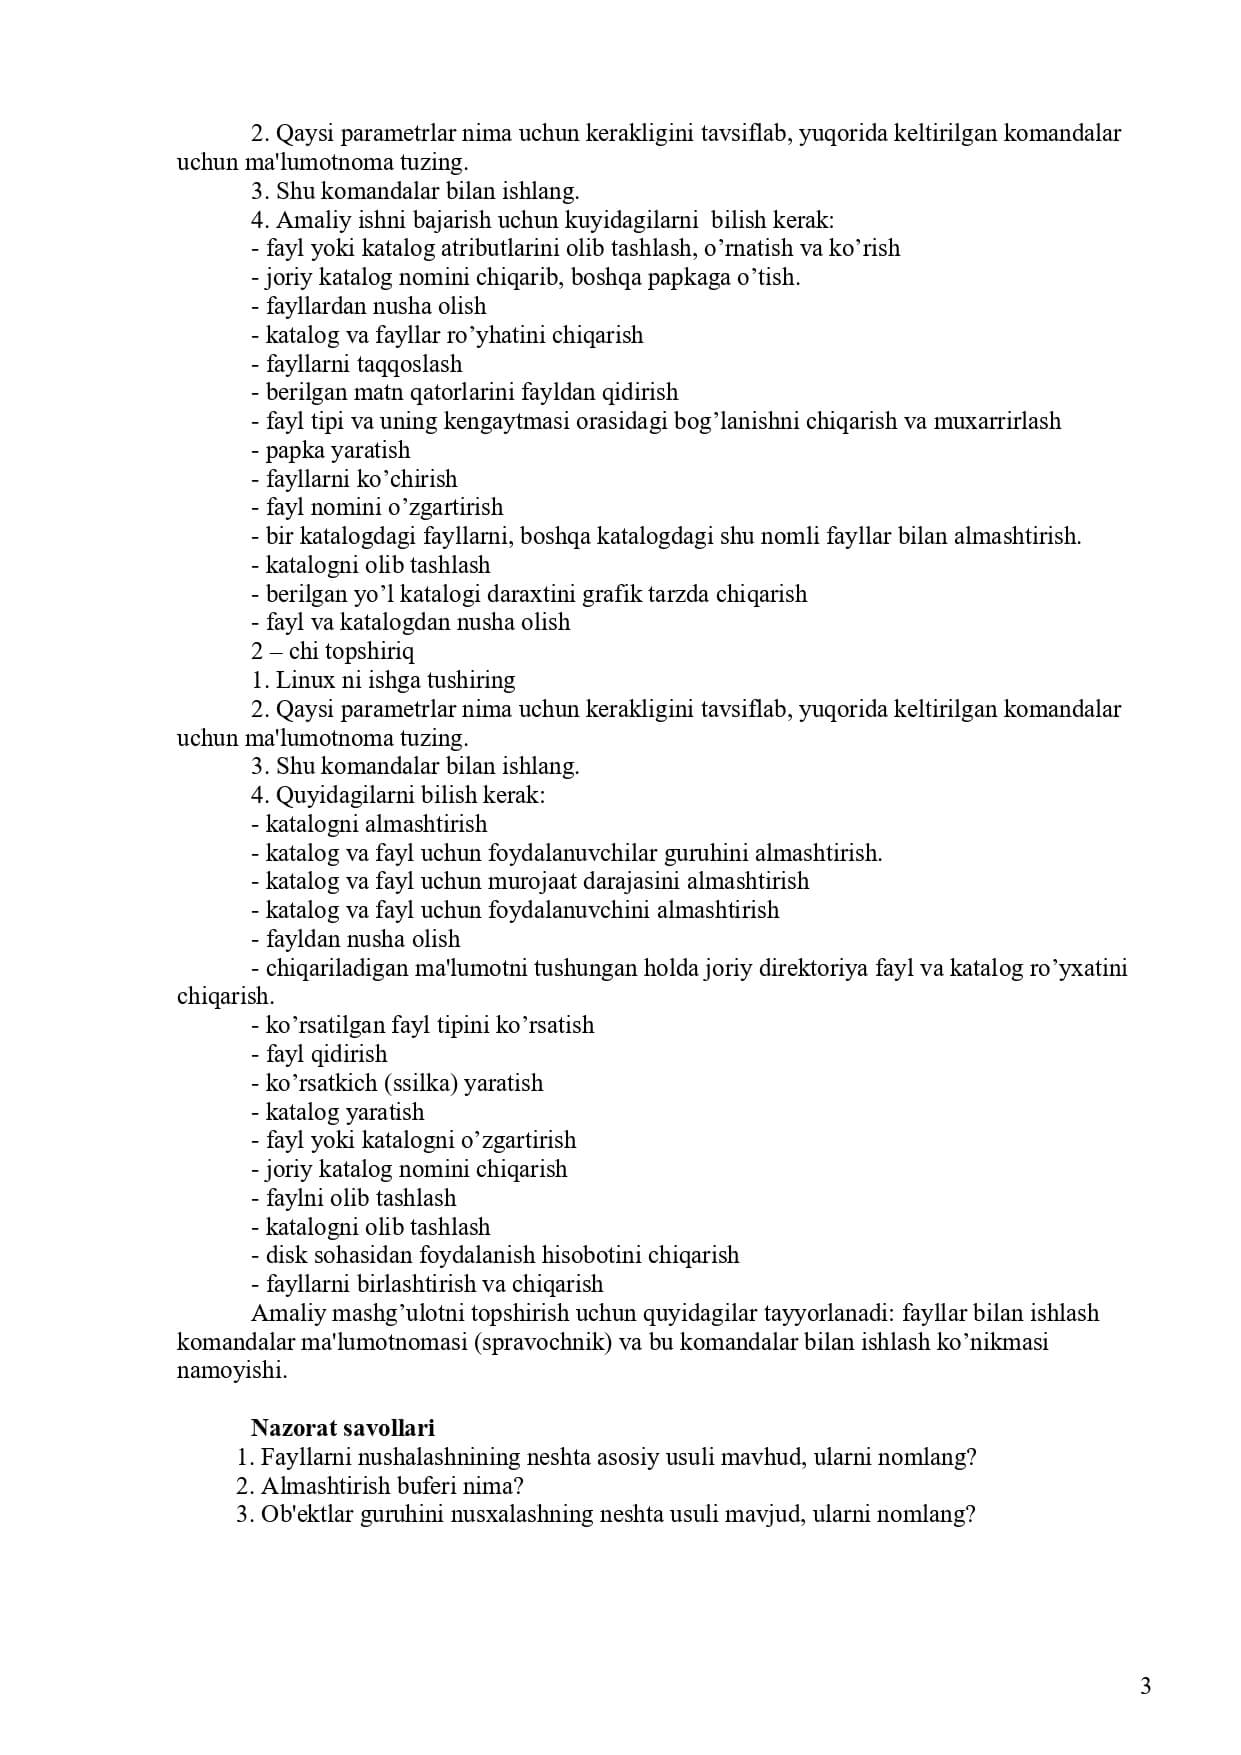 2. Qaysi parametrlar nima uchun kerakligini tavsiflab, yuqorida keltirilgan komandalar
uchun ma'lumotnoma tuzing.
3. Shu komandalar bilan ishlang.
4. Amaliy ishni bajarish uchun kuyidagilarni  bilish kerak:
- fayl yoki katalog atributlarini olib tashlash, o’rnatish va ko’rish
- joriy katalog nomini chiqarib, boshqa papkaga o’tish.
- fayllardan nusha olish
- katalog va fayllar ro’yhatini chiqarish
- fayllarni taqqoslash
- berilgan matn qatorlarini fayldan qidirish
- fayl tipi va uning kengaytmasi orasidagi bog’lanishni chiqarish va muxarrirlash
- papka yaratish
- fayllarni ko’chirish
- fayl nomini o’zgartirish
- bir katalogdagi fayllarni, boshqa katalogdagi shu nomli fayllar bilan almashtirish.
- katalogni olib tashlash
- berilgan yo’l katalogi daraxtini grafik tarzda chiqarish
- fayl va katalogdan nusha olish
2 – chi topshiriq
1. Linux ni ishga tushiring
2. Qaysi parametrlar nima uchun kerakligini tavsiflab, yuqorida keltirilgan komandalar
uchun ma'lumotnoma tuzing.
3. Shu komandalar bilan ishlang.
4. Quyidagilarni bilish kerak:
- katalogni almashtirish
- katalog va fayl uchun foydalanuvchilar guruhini almashtirish.
- katalog va fayl uchun murojaat darajasini almashtirish
- katalog va fayl uchun foydalanuvchini almashtirish
- fayldan nusha olish
- chiqariladigan ma'lumotni tushungan holda joriy direktoriya fayl va katalog ro’yxatini
chiqarish.
- ko’rsatilgan fayl tipini ko’rsatish
- fayl qidirish
- ko’rsatkich (ssilka) yaratish
- katalog yaratish
- fayl yoki katalogni o’zgartirish
- joriy katalog nomini chiqarish
- faylni olib tashlash
- katalogni olib tashlash
- disk sohasidan foydalanish hisobotini chiqarish
- fayllarni birlashtirish va chiqarish
Amaliy mashg’ulotni topshirish uchun quyidagilar tayyorlanadi: fayllar bilan ishlash
komandalar ma'lumotnomasi (spravochnik) va bu komandalar bilan ishlash ko’nikmasi
namoyishi.
Nazorat savollari
1. Fayllarni nushalashnining neshta asosiy usuli mavhud, ularni nomlang?
2. Almashtirish buferi nima?
3. Ob'ektlar guruhini nusxalashning neshta usuli mavjud, ularni nomlang?
3